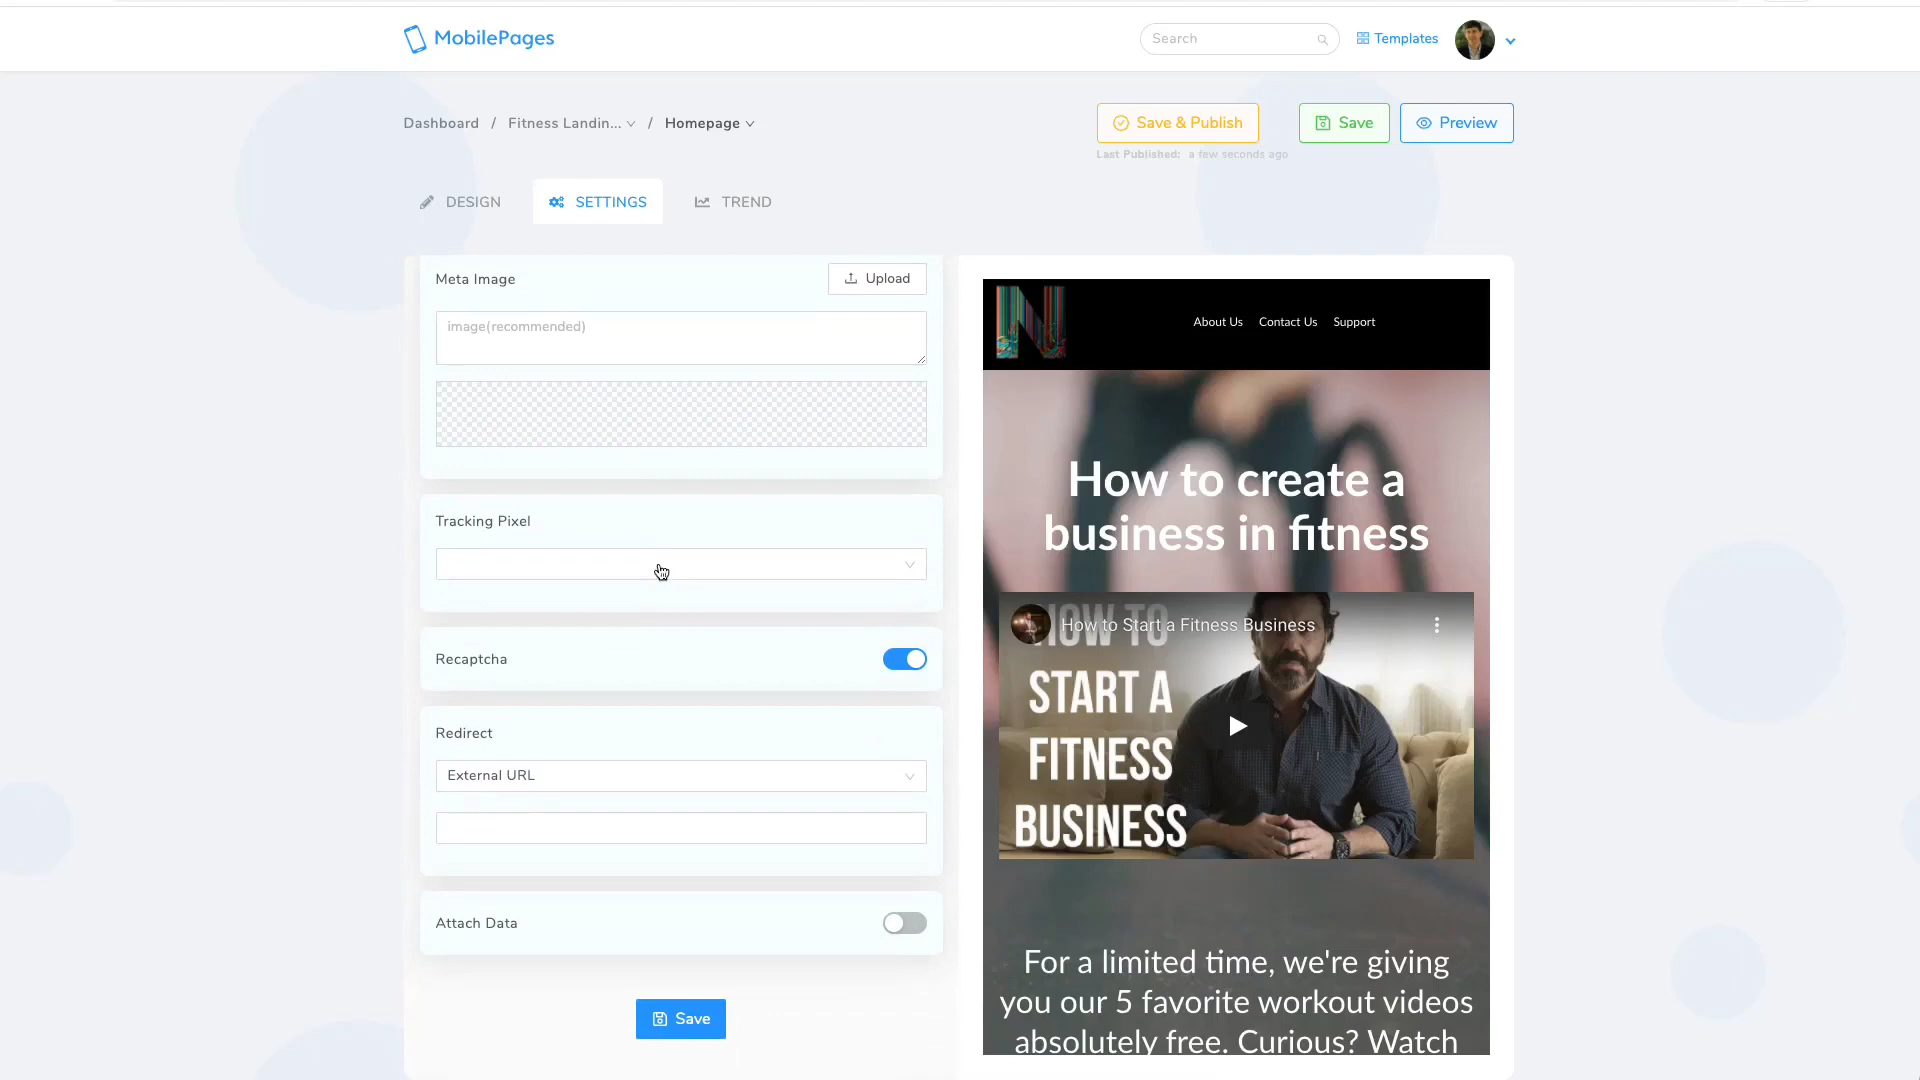 MobilePages
Search
Templates
Dashboard / Fitness Landin... / Homepage
Save & Publish
Save
Preview
Last Published: a few seconds ago
DESIGN
SETTINGS
TREND
Meta Image
Upload
image(recommended)
Tracking Pixel
Recaptcha
Redirect
External URL
Attach Data
Save
N
About Us
Contact Us
Support
How to create a
business in fitness
How to Start a Fitness Business
HOW TO
START A
FITNESS
BUSINESS
For a limited time, we're giving
you our 5 favorite workout videos
absolutely free. Curious? Watch